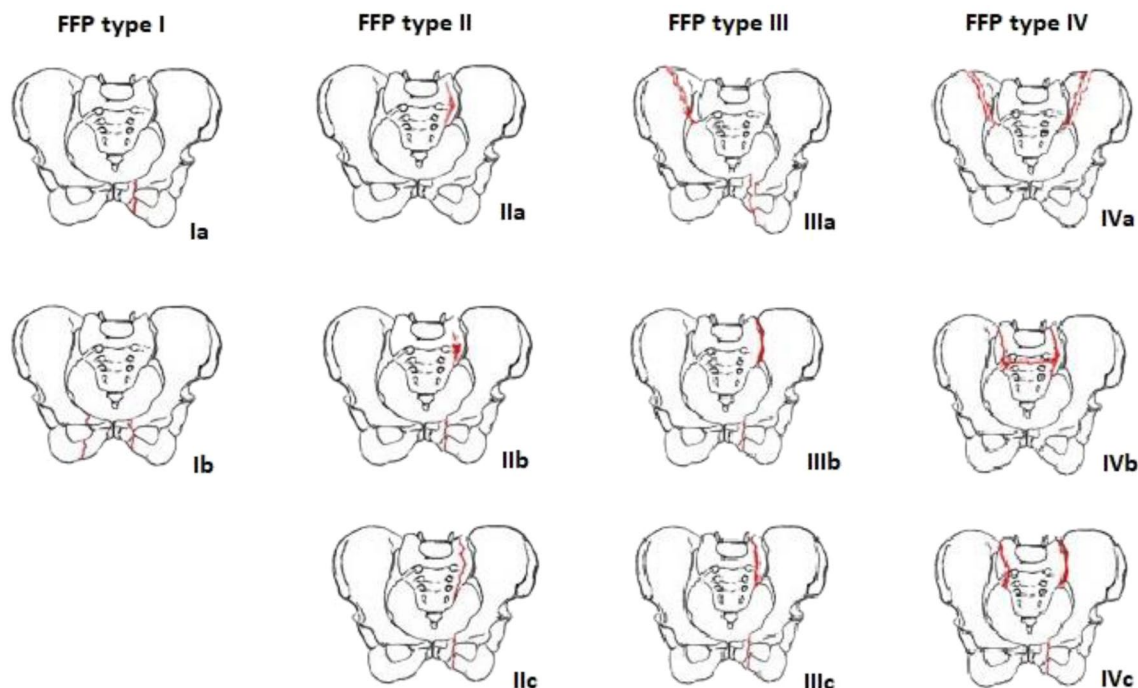 FFP type I
FFP type II
FFP type III
FFP type IV
Ia
IIa
IIIa
IVa
Ib
IIb
IIIb
IVb
IIc
IIIc
IVc